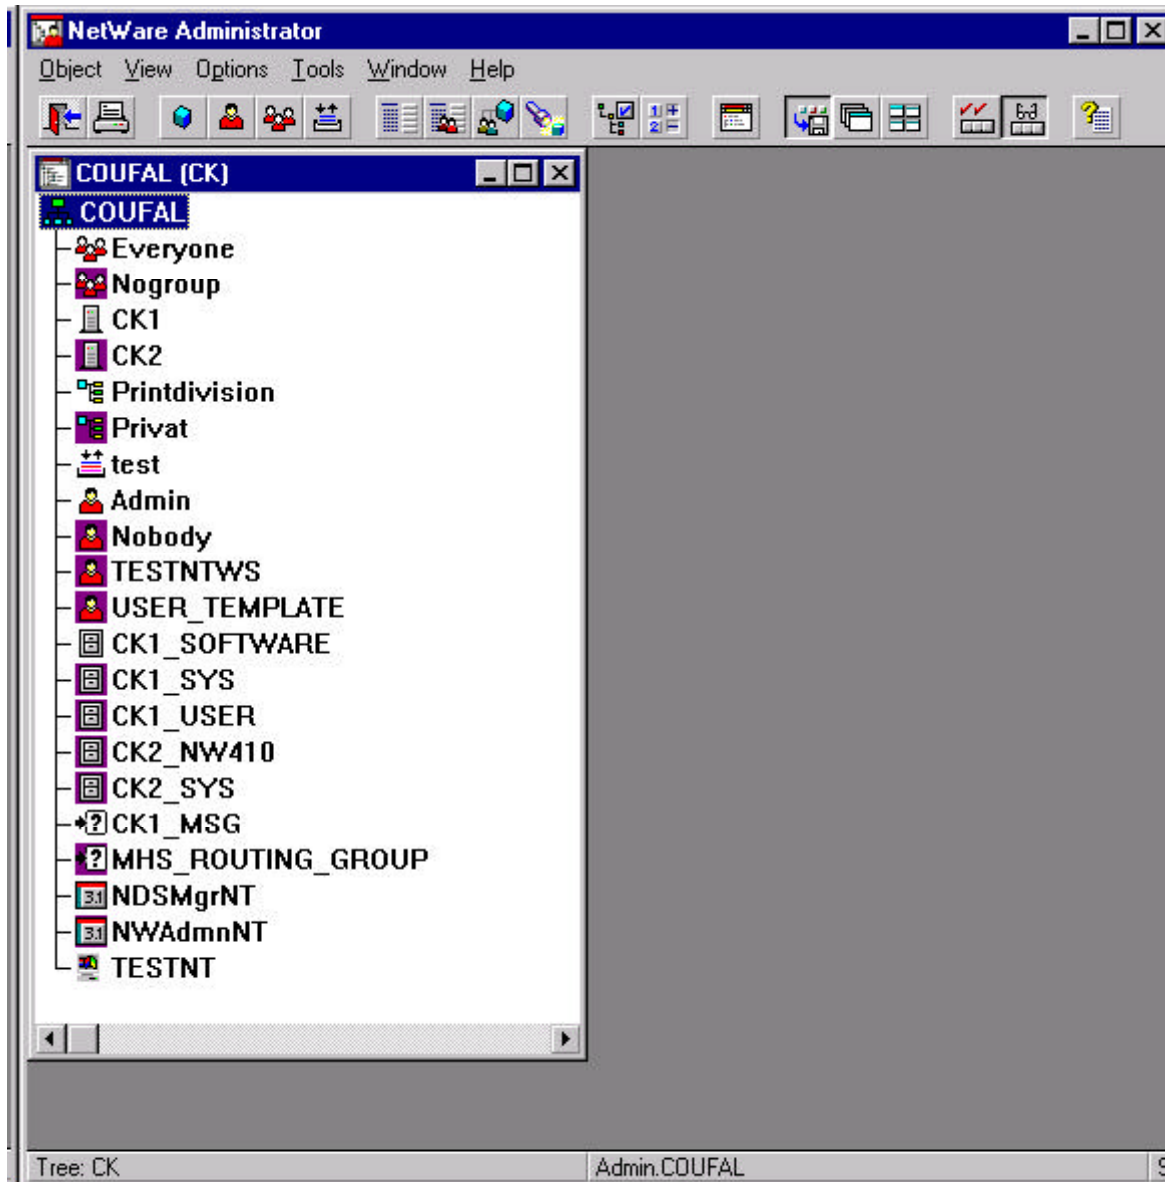 NetWare Administrator
Object View Options Tools Window Help
COUFAL (CK)
COUFAL
Everyone
Nogroup
CK1
CK2
Printdivision
Privat
test
Admin
Nobody
TESTNTWS
USER_TEMPLATE
CK1_SOFTWARE
CK1_SYS
CK1_USER
CK2_NW410
CK2_SYS
CK1_MSG
MHS_ROUTING_GROUP
NDSMgrNT
NWAdmnNT
TESTNT
Tree: CK Admin.COUFAL